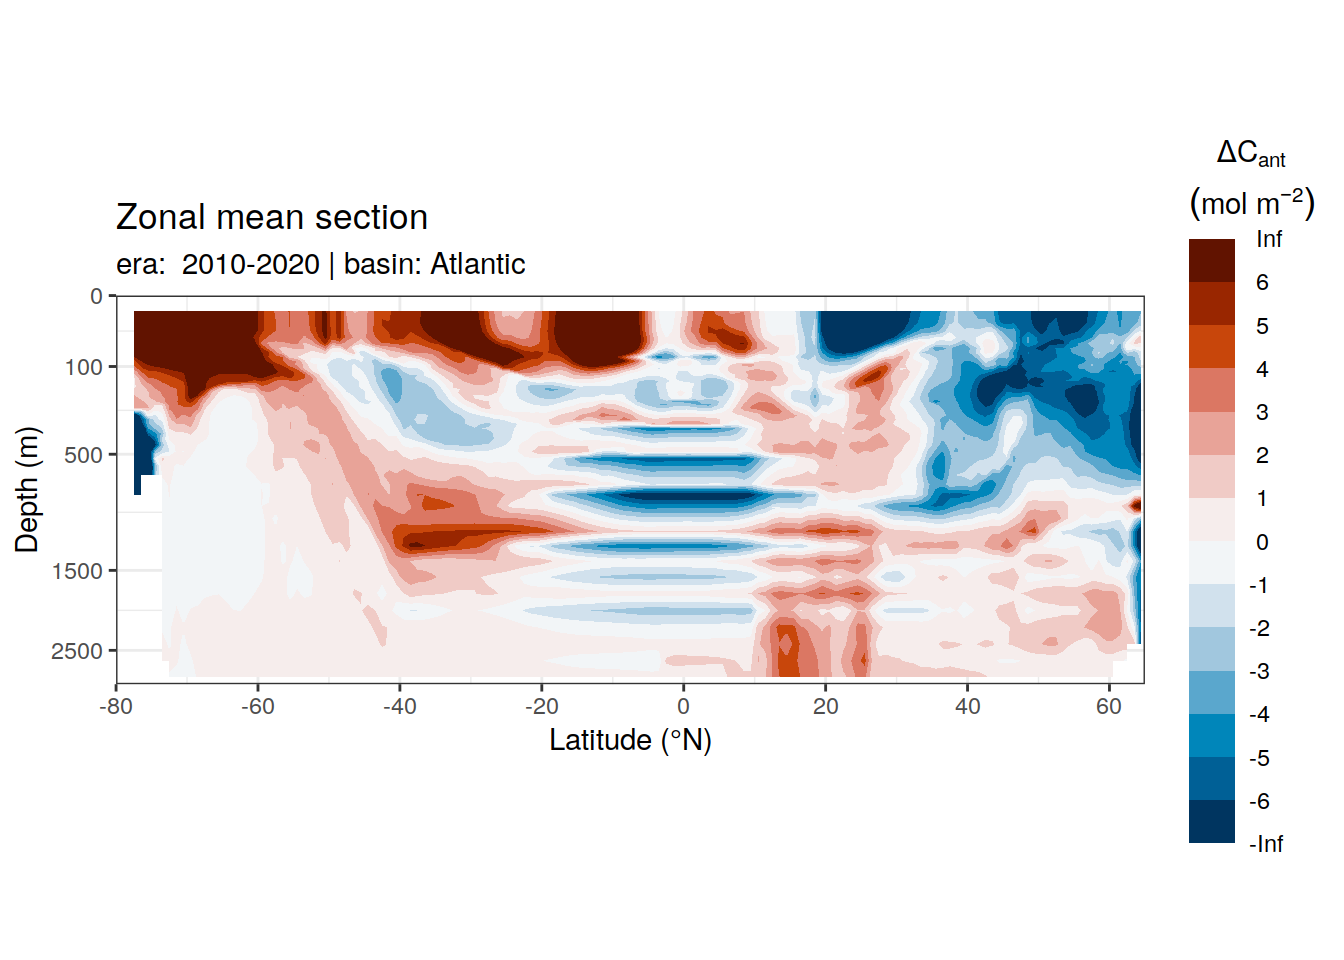 Zonal mean section
era:  2010-2020 | basin: Atlantic
ΔCant
(mol m−2)
Inf
6
5
4
3
2
1
0
-1
-2
-3
-4
-5
-6
-Inf
Depth (m)
0
100
500
1500
2500
-80 -60 -40 -20 0 20 40 60
Latitude (°N)